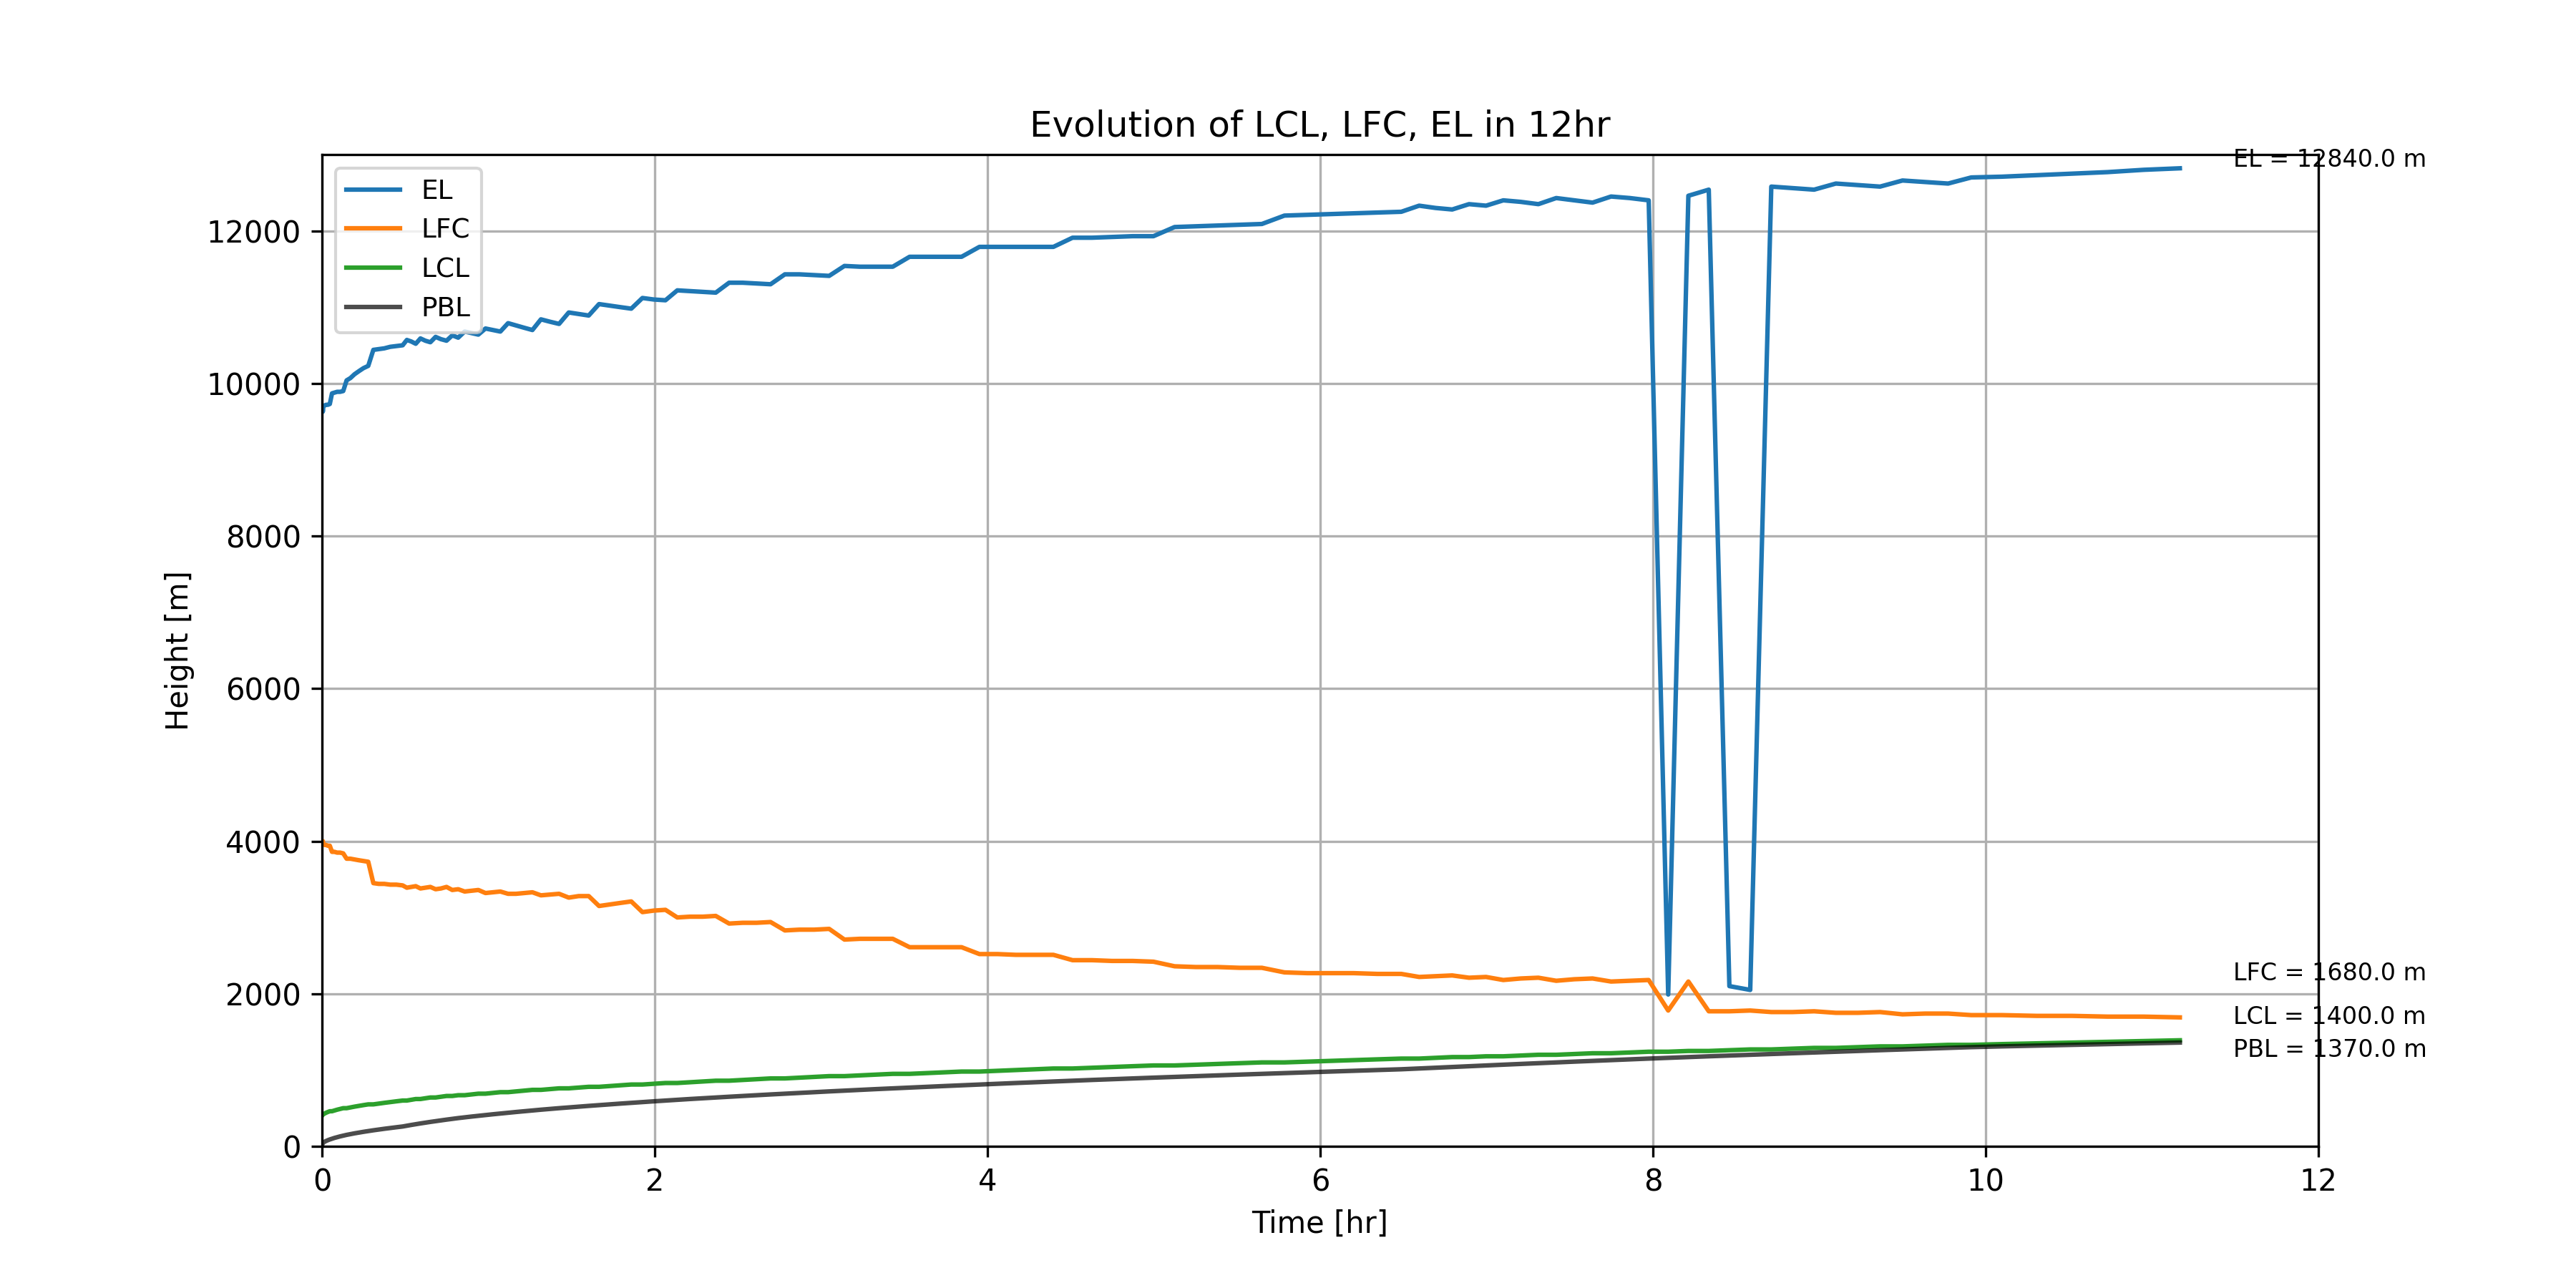 Evolution of LCL, LFC, EL in 12hr
EL = 12840.0 m
EL
LFC
LCL
PBL
12000
10000
8000
6000
4000
2000
0
Height [m]
LFC = 1680.0 m
LCL = 1400.0 m
PBL = 1370.0 m
0 2 4 6 8 10 12
Time [hr]